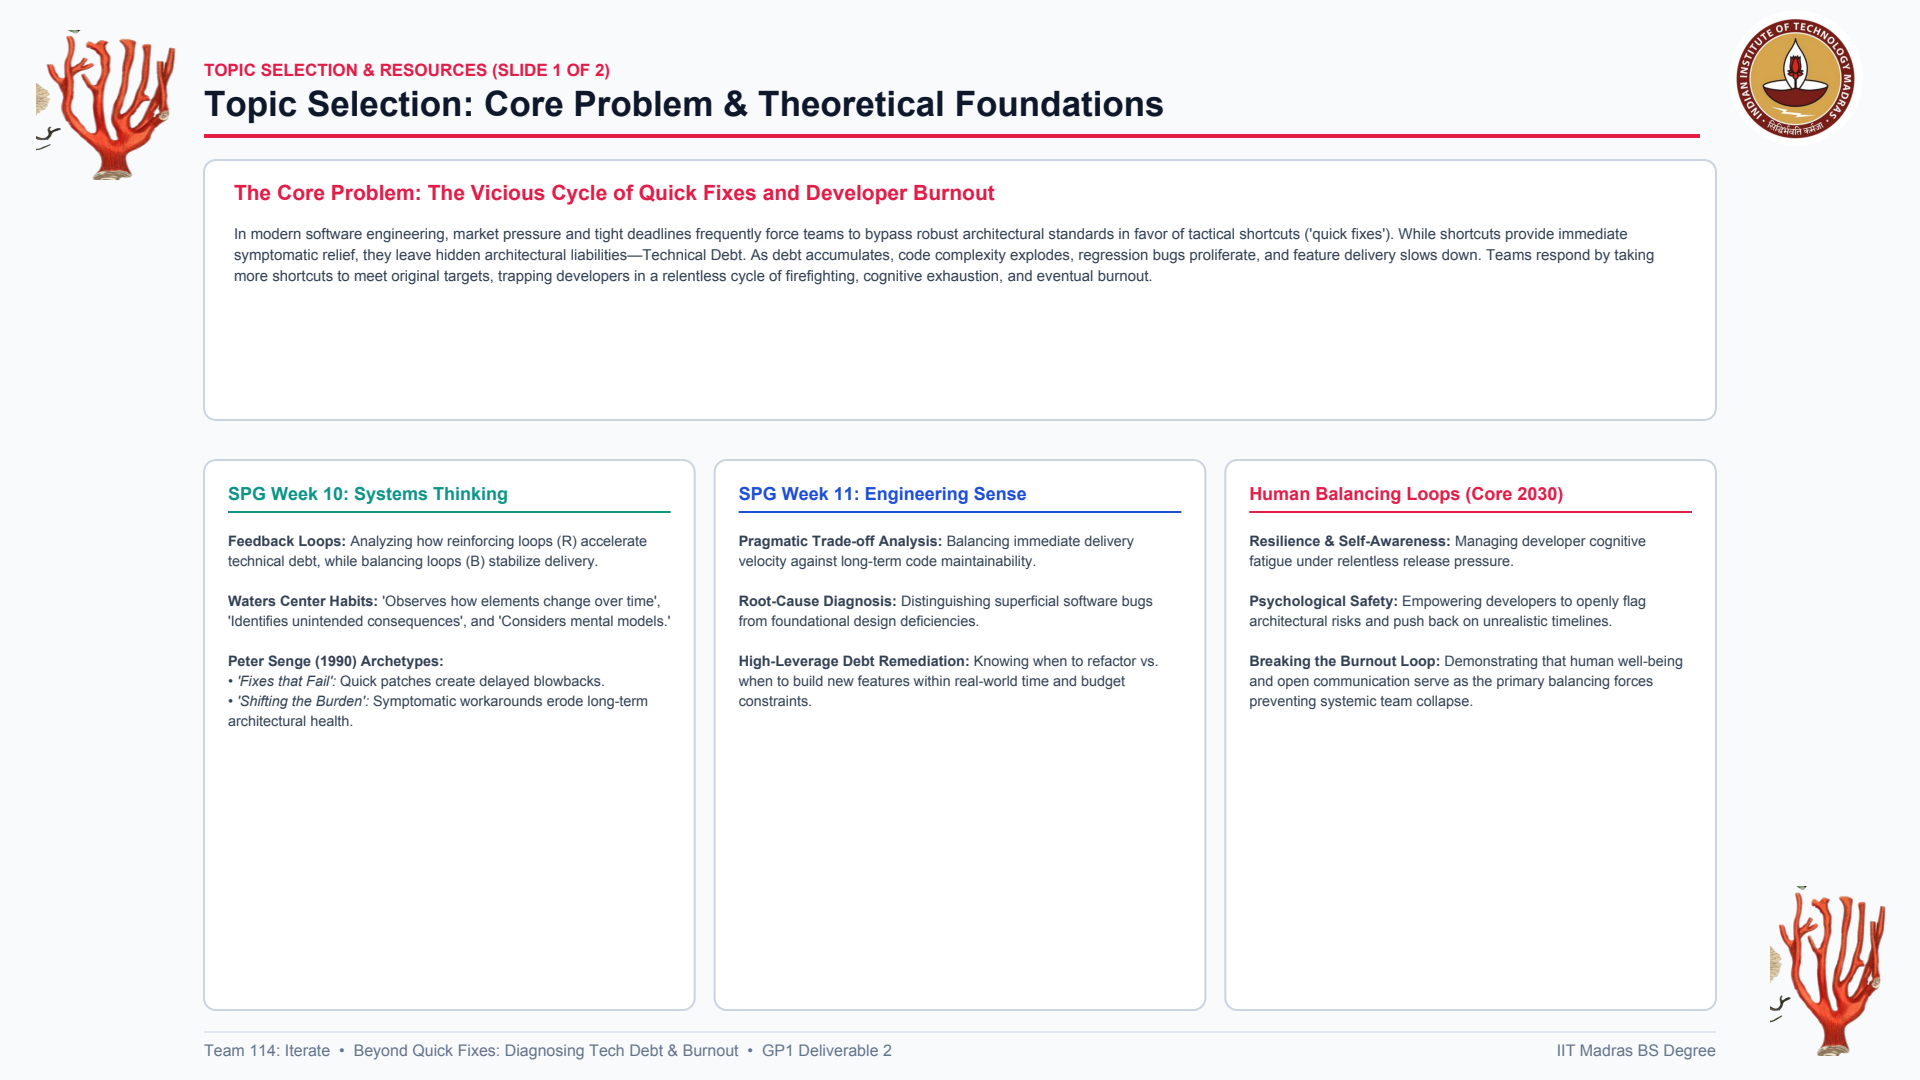 TOPIC SELECTION & RESOURCES (SLIDE 1 OF 2)
Topic Selection: Core Problem & Theoretical Foundations
INDIAN INSTITUTE OF TECHNOLOGY MADRAS
सिद्धिर्भवति कर्मजा
The Core Problem: The Vicious Cycle of Quick Fixes and Developer Burnout
In modern software engineering, market pressure and tight deadlines frequently force teams to bypass robust architectural standards in favor of tactical shortcuts ('quick fixes'). While shortcuts provide immediate
symptomatic relief, they leave hidden architectural liabilities—Technical Debt. As debt accumulates, code complexity explodes, regression bugs proliferate, and feature delivery slows down. Teams respond by taking
more shortcuts to meet original targets, trapping developers in a relentless cycle of firefighting, cognitive exhaustion, and eventual burnout.
SPG Week 10: Systems Thinking
Feedback Loops: Analyzing how reinforcing loops (R) accelerate
technical debt, while balancing loops (B) stabilize delivery.
Waters Center Habits: 'Observes how elements change over time',
'Identifies unintended consequences', and 'Considers mental models.'
Peter Senge (1990) Archetypes:
• 'Fixes that Fail': Quick patches create delayed blowbacks.
• 'Shifting the Burden': Symptomatic workarounds erode long-term
architectural health.
SPG Week 11: Engineering Sense
Pragmatic Trade-off Analysis: Balancing immediate delivery
velocity against long-term code maintainability.
Root-Cause Diagnosis: Distinguishing superficial software bugs
from foundational design deficiencies.
High-Leverage Debt Remediation: Knowing when to refactor vs.
when to build new features within real-world time and budget
constraints.
Human Balancing Loops (Core 2030)
Resilience & Self-Awareness: Managing developer cognitive
fatigue under relentless release pressure.
Psychological Safety: Empowering developers to openly flag
architectural risks and push back on unrealistic timelines.
Breaking the Burnout Loop: Demonstrating that human well-being
and open communication serve as the primary balancing forces
preventing systemic team collapse.
Team 114: Iterate • Beyond Quick Fixes: Diagnosing Tech Debt & Burnout • GP1 Deliverable 2
IIT Madras BS Degree